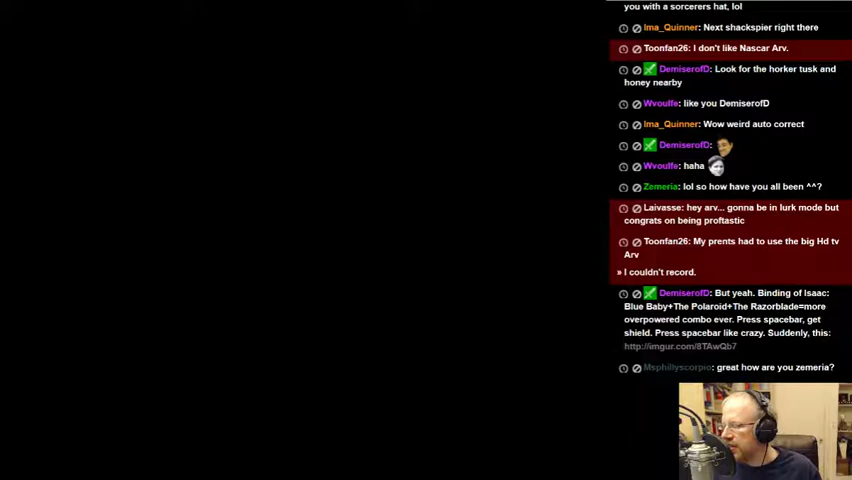 you with a sorcerers hat, lol
Ima_Quinner: Next shackspier right there
Toonfan26: I don't like Nascar Arv.
DemiserofD: Look for the horker tusk and
honey nearby
Wvoulfe: like you DemiserofD
Ima_Quinner: Wow weird auto correct
DemiserofD:
Wvoulfe: haha
Zemeria: lol so how have you all been ^^?
Laivasse: hey arv... gonna be in lurk mode but
congrats on being proftastic
Toonfan26: My prents had to use the big Hd tv
Arv
» I couldn't record.
DemiserofD: But yeah. Binding of Isaac:
Blue Baby+The Polaroid+The Razorblade=more
overpowered combo ever. Press spacebar, get
shield. Press spacebar like crazy. Suddenly, this:
http://imgur.com/8TAwQb7
Msphillyscorpio: great how are you zemeria?